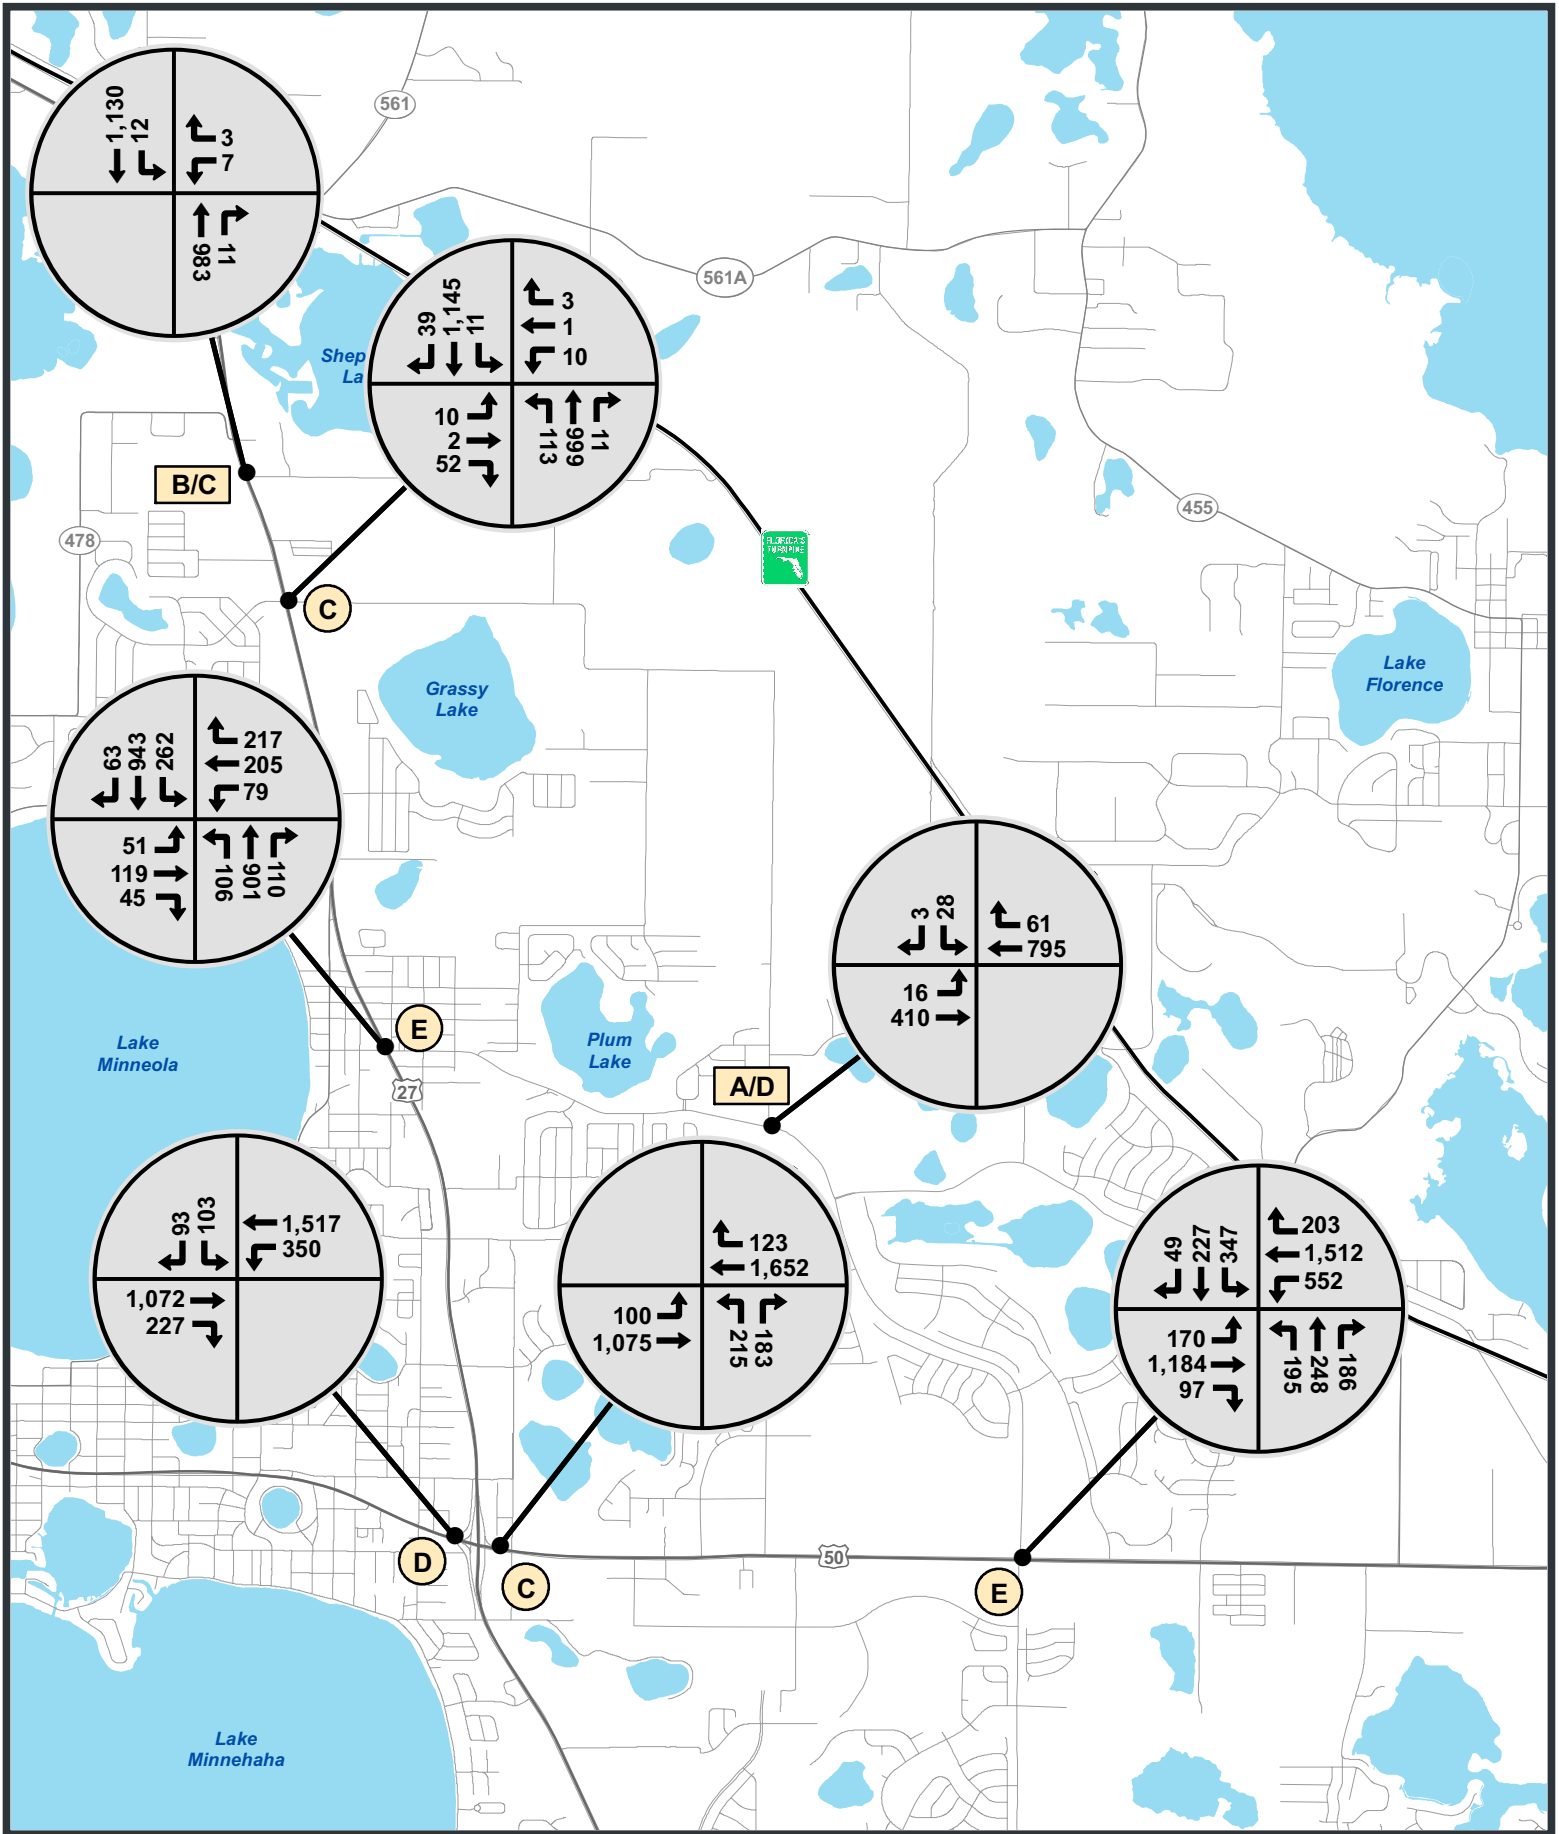 561
1,130
12
3
7
983
11
561A
39
1,145
11
3
1
10
10
2
52
113
999
11
Shep
La
B/C
478
C
FLORIDA'S
TURNPIKE
455
Grassy
Lake
Lake
Florence
63
943
262
217
205
79
51
119
45
106
901
110
3
28
61
795
16
410
E
Lake
Minneola
Plum
Lake
A/D
27
93
103
1,517
350
1,072
227
123
1,652
100
1,075
215
183
49
227
347
203
1,512
552
170
1,184
97
195
248
186
D
C
50
E
Lake
Minnehaha